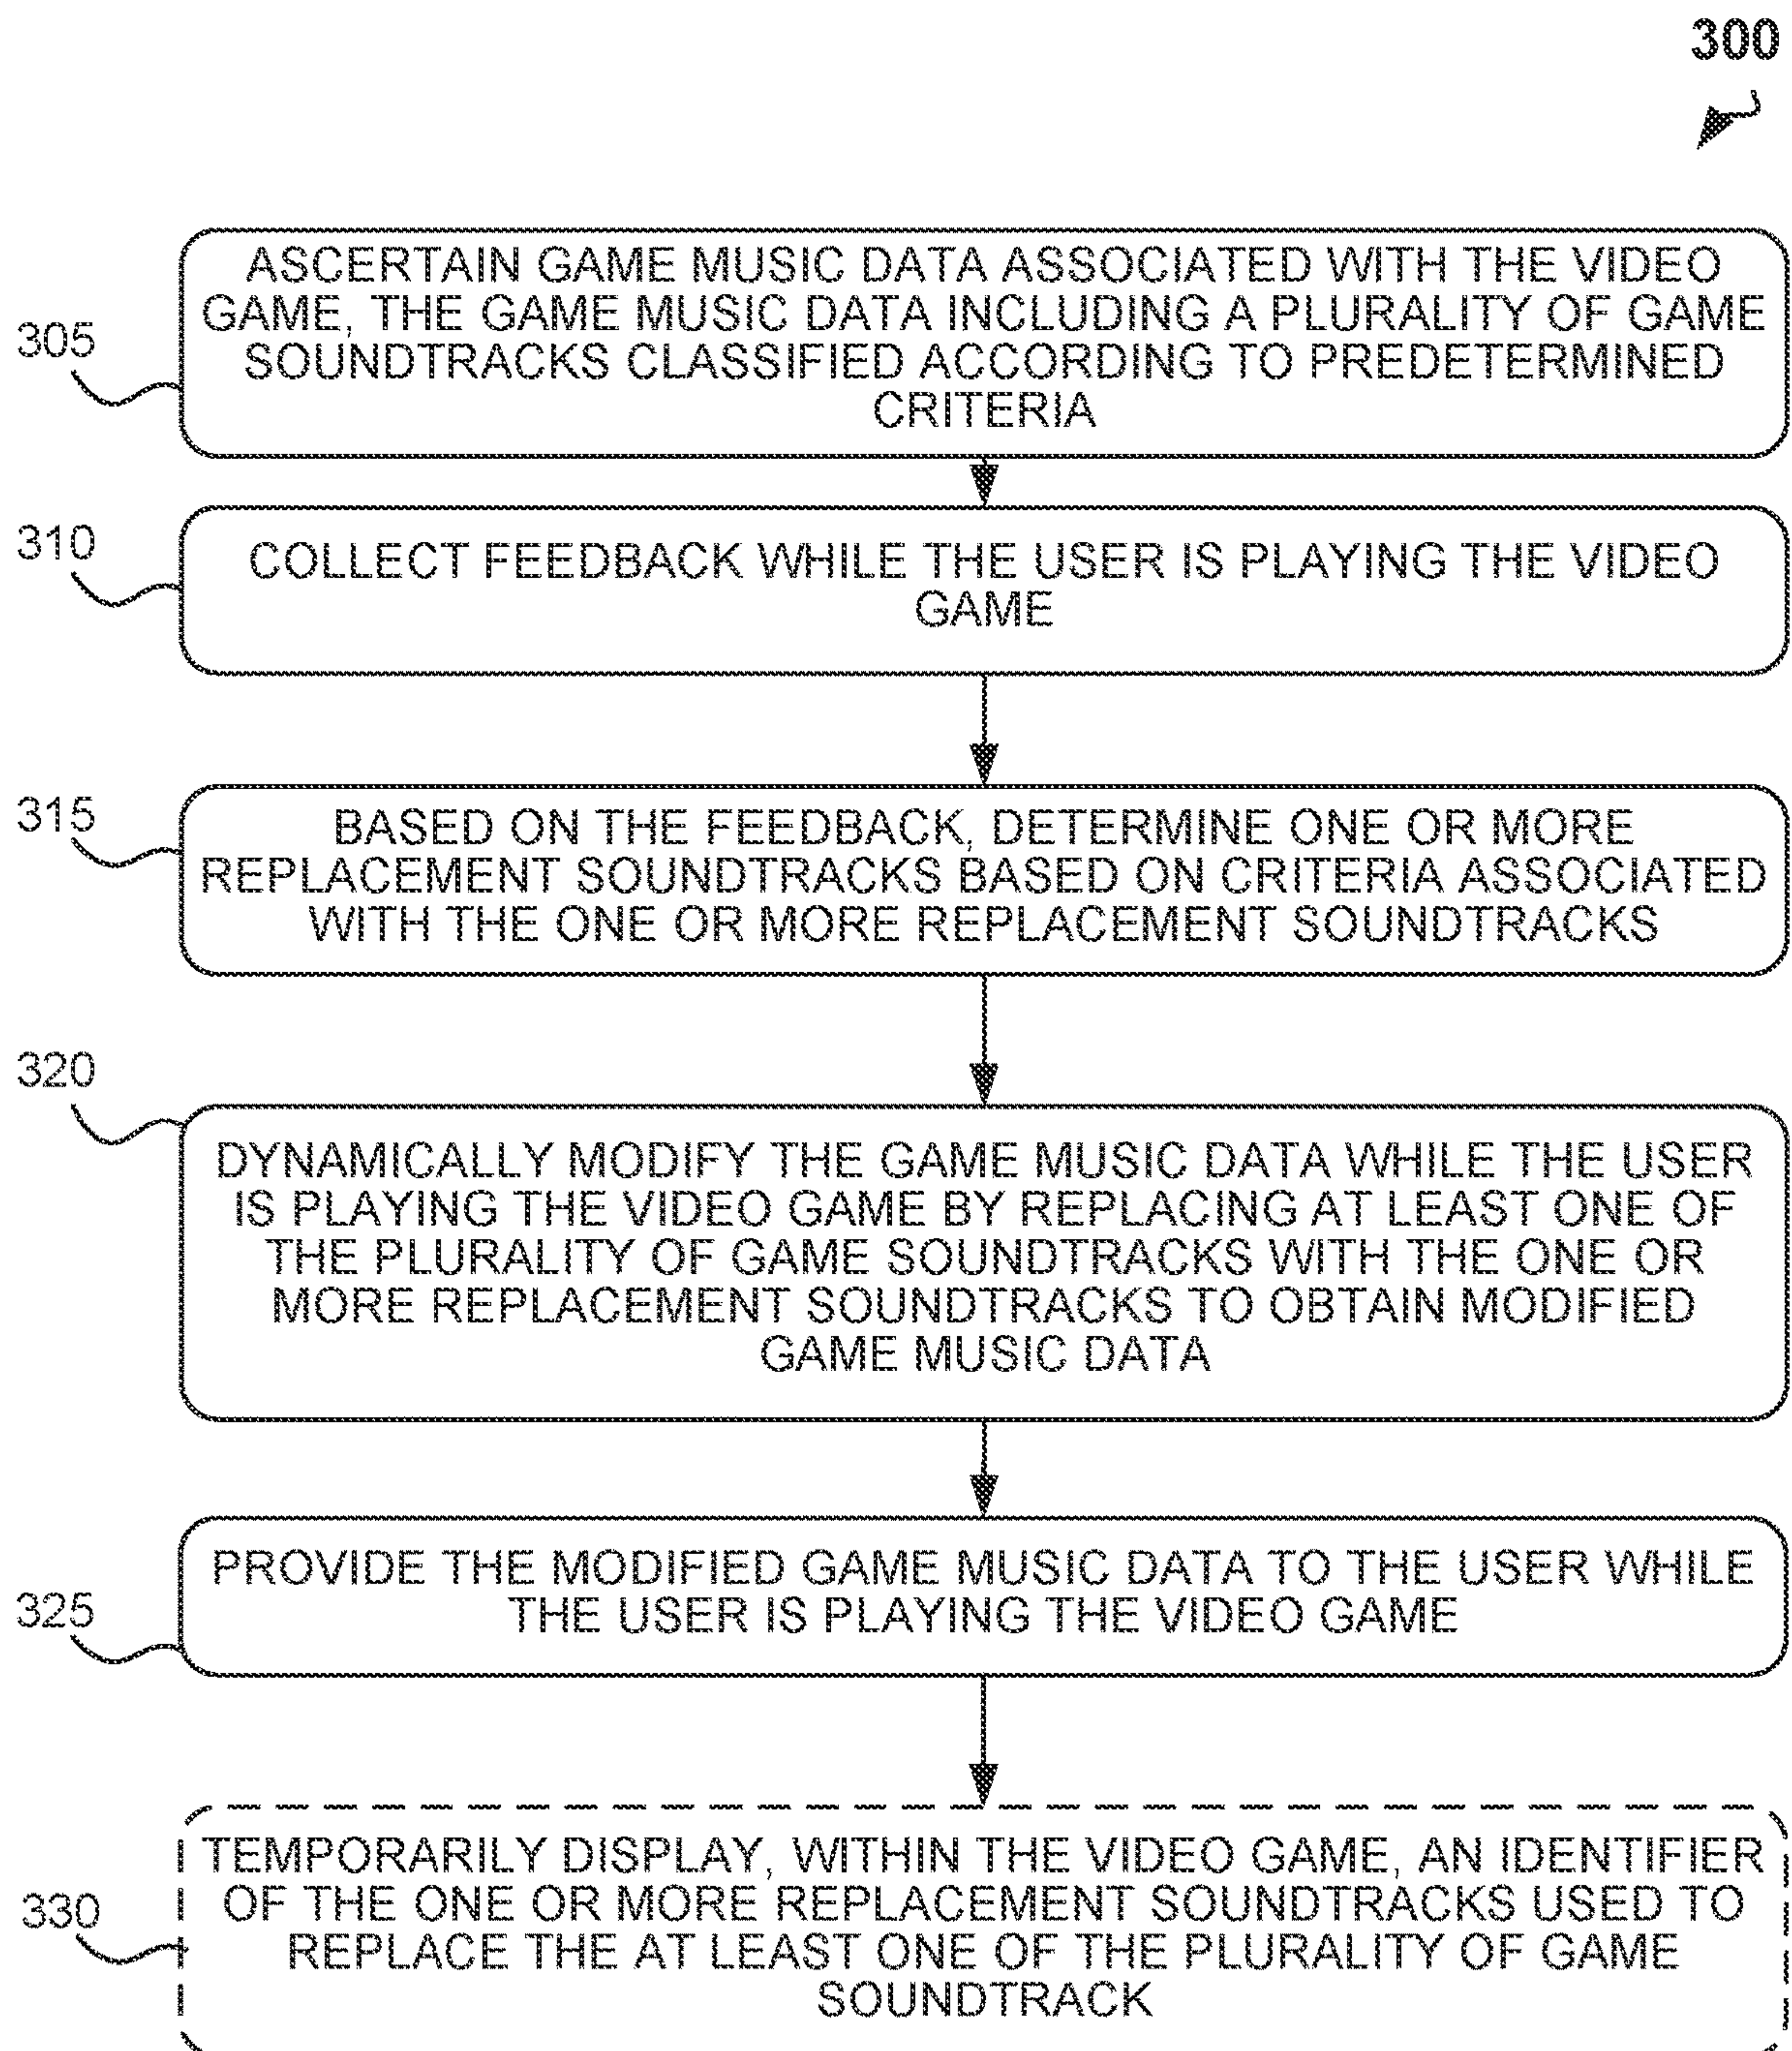 300
305
ASCERTAIN GAME MUSIC DATA ASSOCIATED WITH THE VIDEO
GAME, THE GAME MUSIC DATA INCLUDING A PLURALITY OF GAME
SOUNDTRACKS CLASSIFIED ACCORDING TO PREDETERMINED
CRITERIA
310
COLLECT FEEDBACK WHILE THE USER IS PLAYING THE VIDEO
GAME
315
BASED ON THE FEEDBACK, DETERMINE ONE OR MORE
REPLACEMENT SOUNDTRACKS BASED ON CRITERIA ASSOCIATED
WITH THE ONE OR MORE REPLACEMENT SOUNDTRACKS
320
DYNAMICALLY MODIFY THE GAME MUSIC DATA WHILE THE USER
IS PLAYING THE VIDEO GAME BY REPLACING AT LEAST ONE OF
THE PLURALITY OF GAME SOUNDTRACKS WITH THE ONE OR
MORE REPLACEMENT SOUNDTRACKS TO OBTAIN MODIFIED
GAME MUSIC DATA
325
PROVIDE THE MODIFIED GAME MUSIC DATA TO THE USER WHILE
THE USER IS PLAYING THE VIDEO GAME
330
TEMPORARILY DISPLAY, WITHIN THE VIDEO GAME, AN IDENTIFIER
OF THE ONE OR MORE REPLACEMENT SOUNDTRACKS USED TO
REPLACE THE AT LEAST ONE OF THE PLURALITY OF GAME
SOUNDTRACK